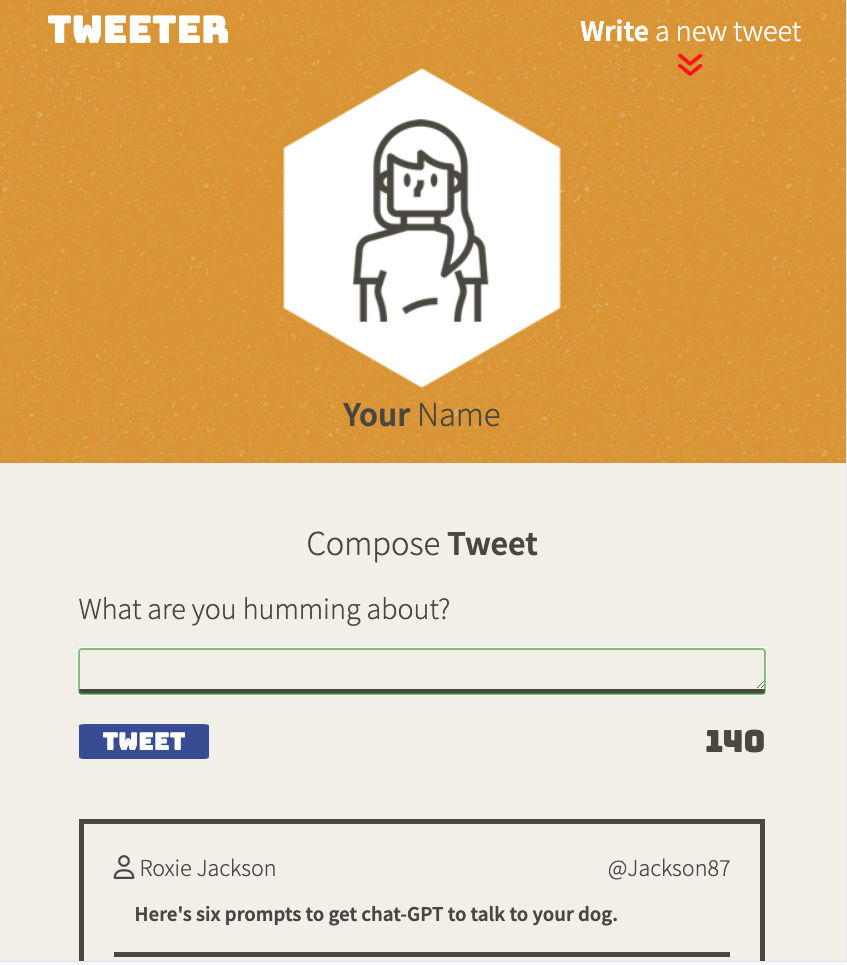 TWEETER
Write a new tweet
Your Name
Compose Tweet
What are you humming about?
TWEET
140
Roxie Jackson
@Jackson87
Here's six prompts to get chat-GPT to talk to your dog.